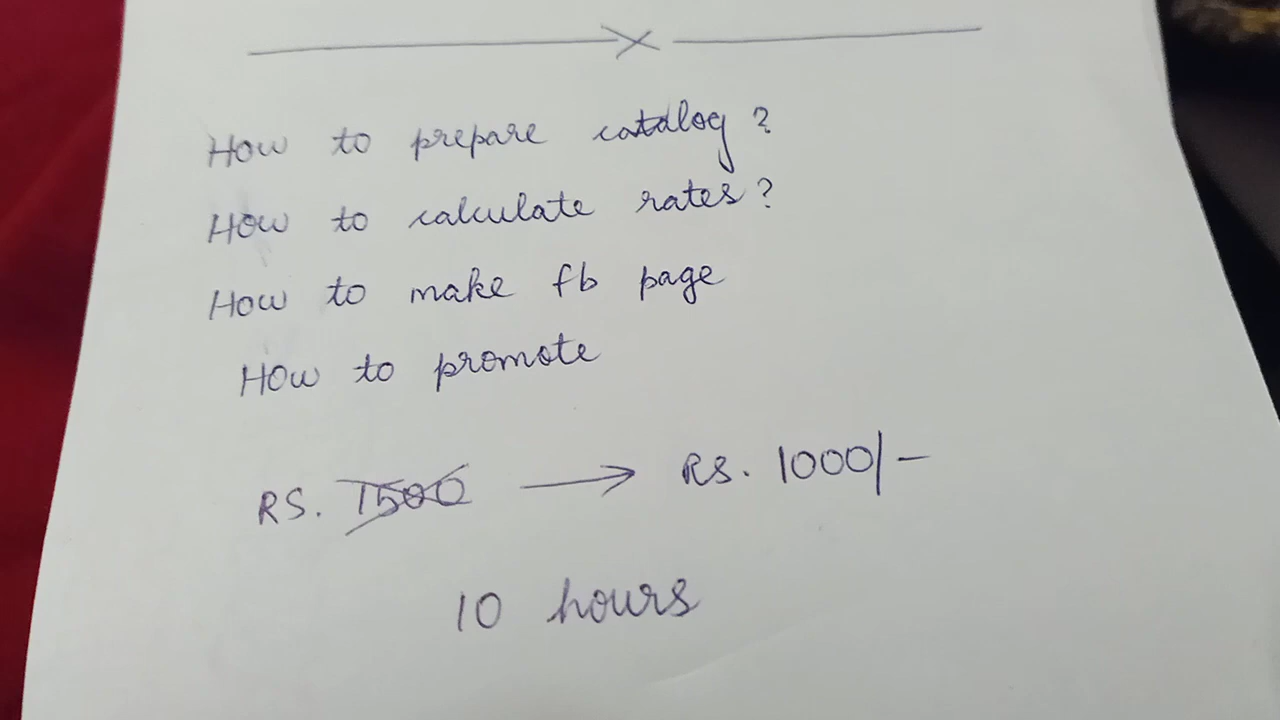 How to prepare catalog?
How to calculate rates?
How to make fb page
How to promote
RS. 1500 → RS. 1000/-
10 hours